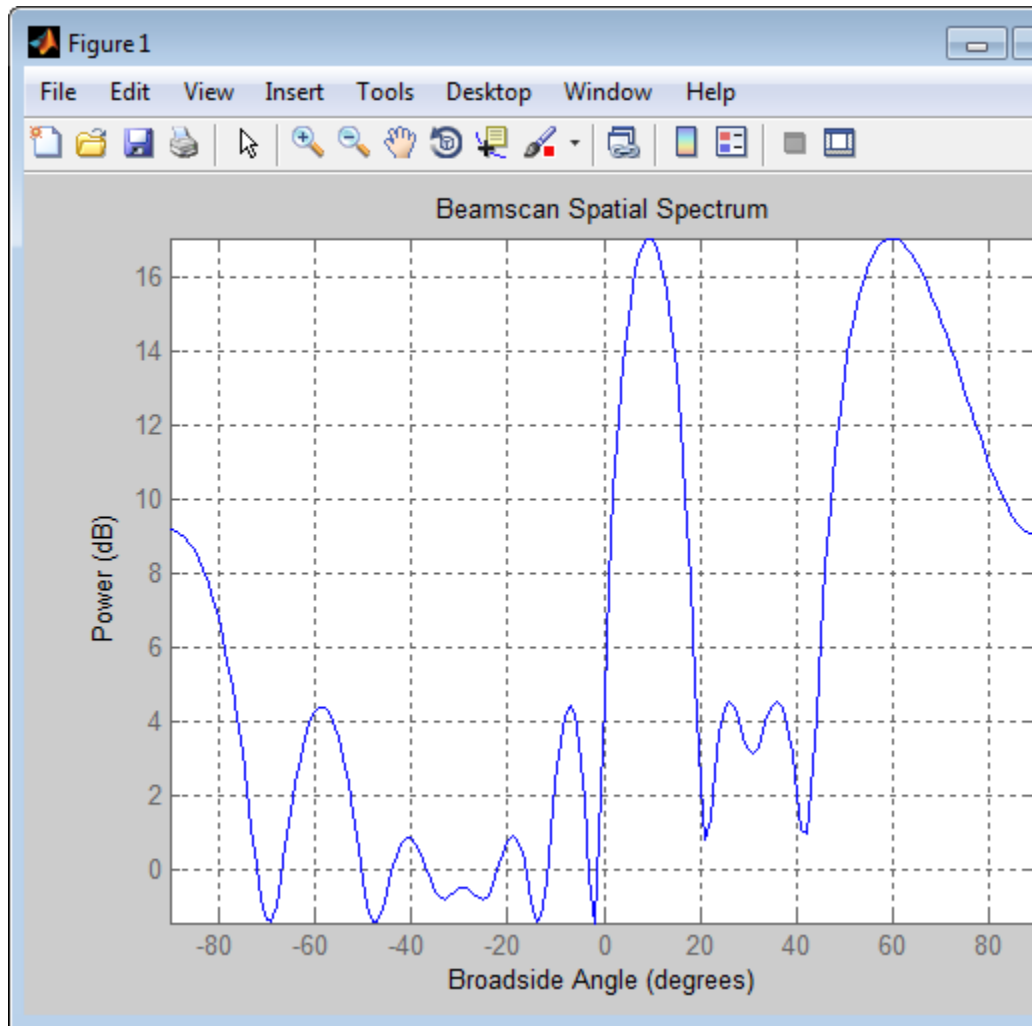 Figure 1
File Edit View Insert Tools Desktop Window Help
Beamscan Spatial Spectrum
16
14
12
10
8
6
4
2
0
Power (dB)
-80 -60 -40 -20 0 20 40 60 80
Broadside Angle (degrees)